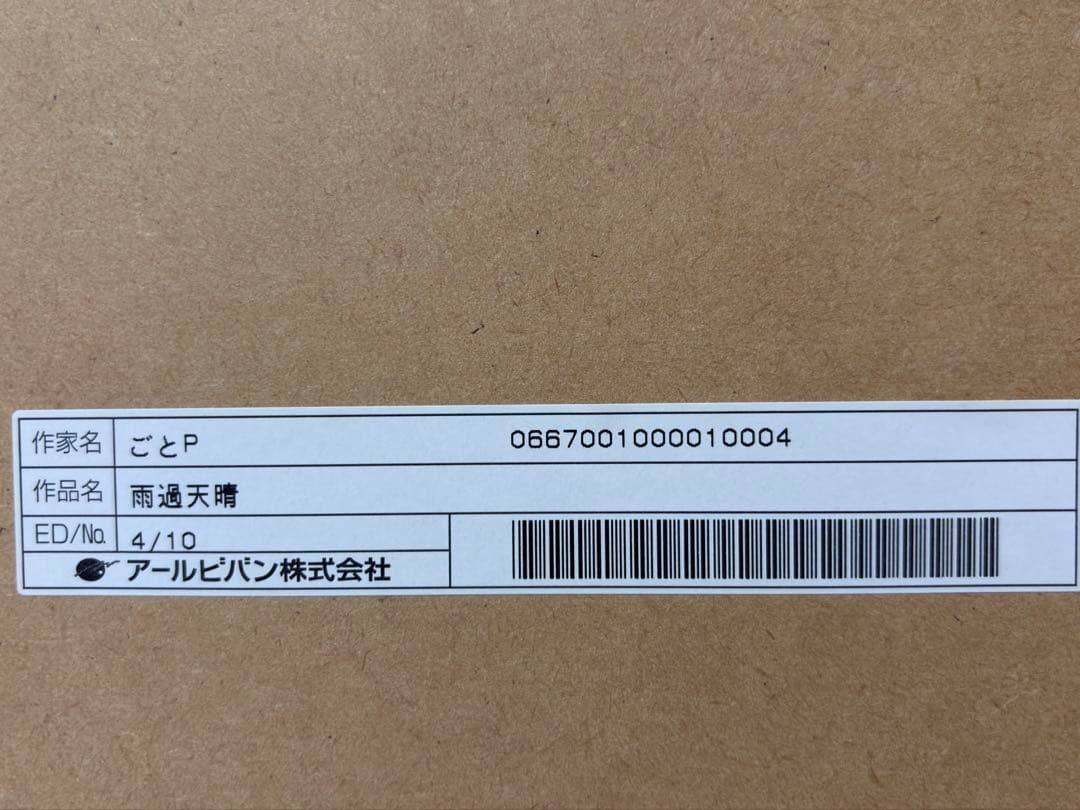 作家名 ごとP 0667001000010004
作品名 雨過天晴
ED/No. 4/10
アールビバン株式会社